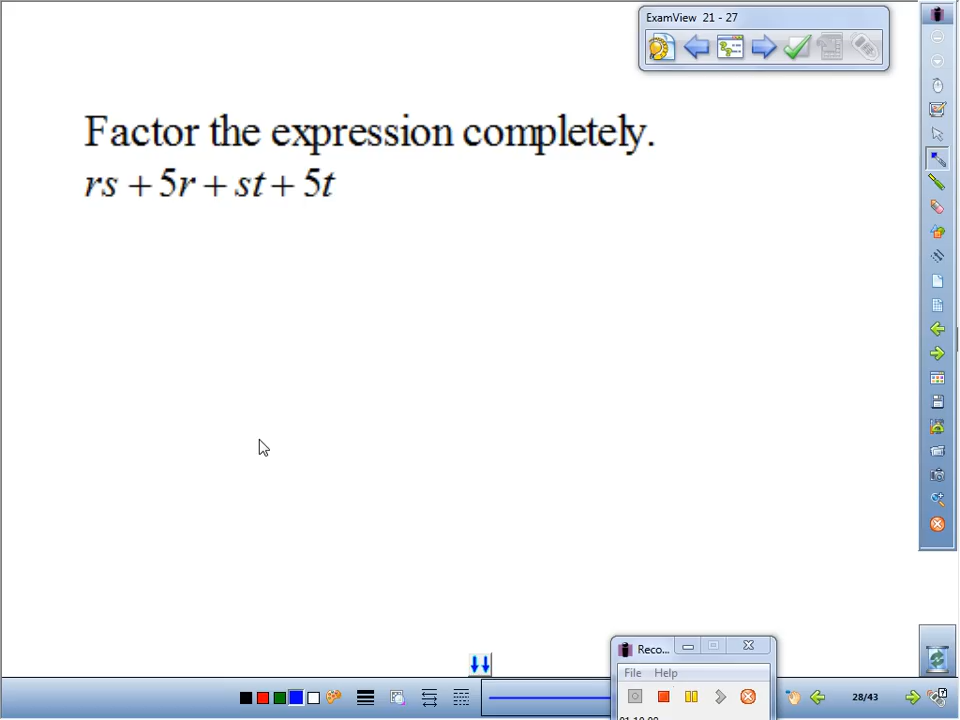 ExamView 21 - 27
Factor the expression completely.
rs + 5r + st + 5t
Reco...
File Help
28/43